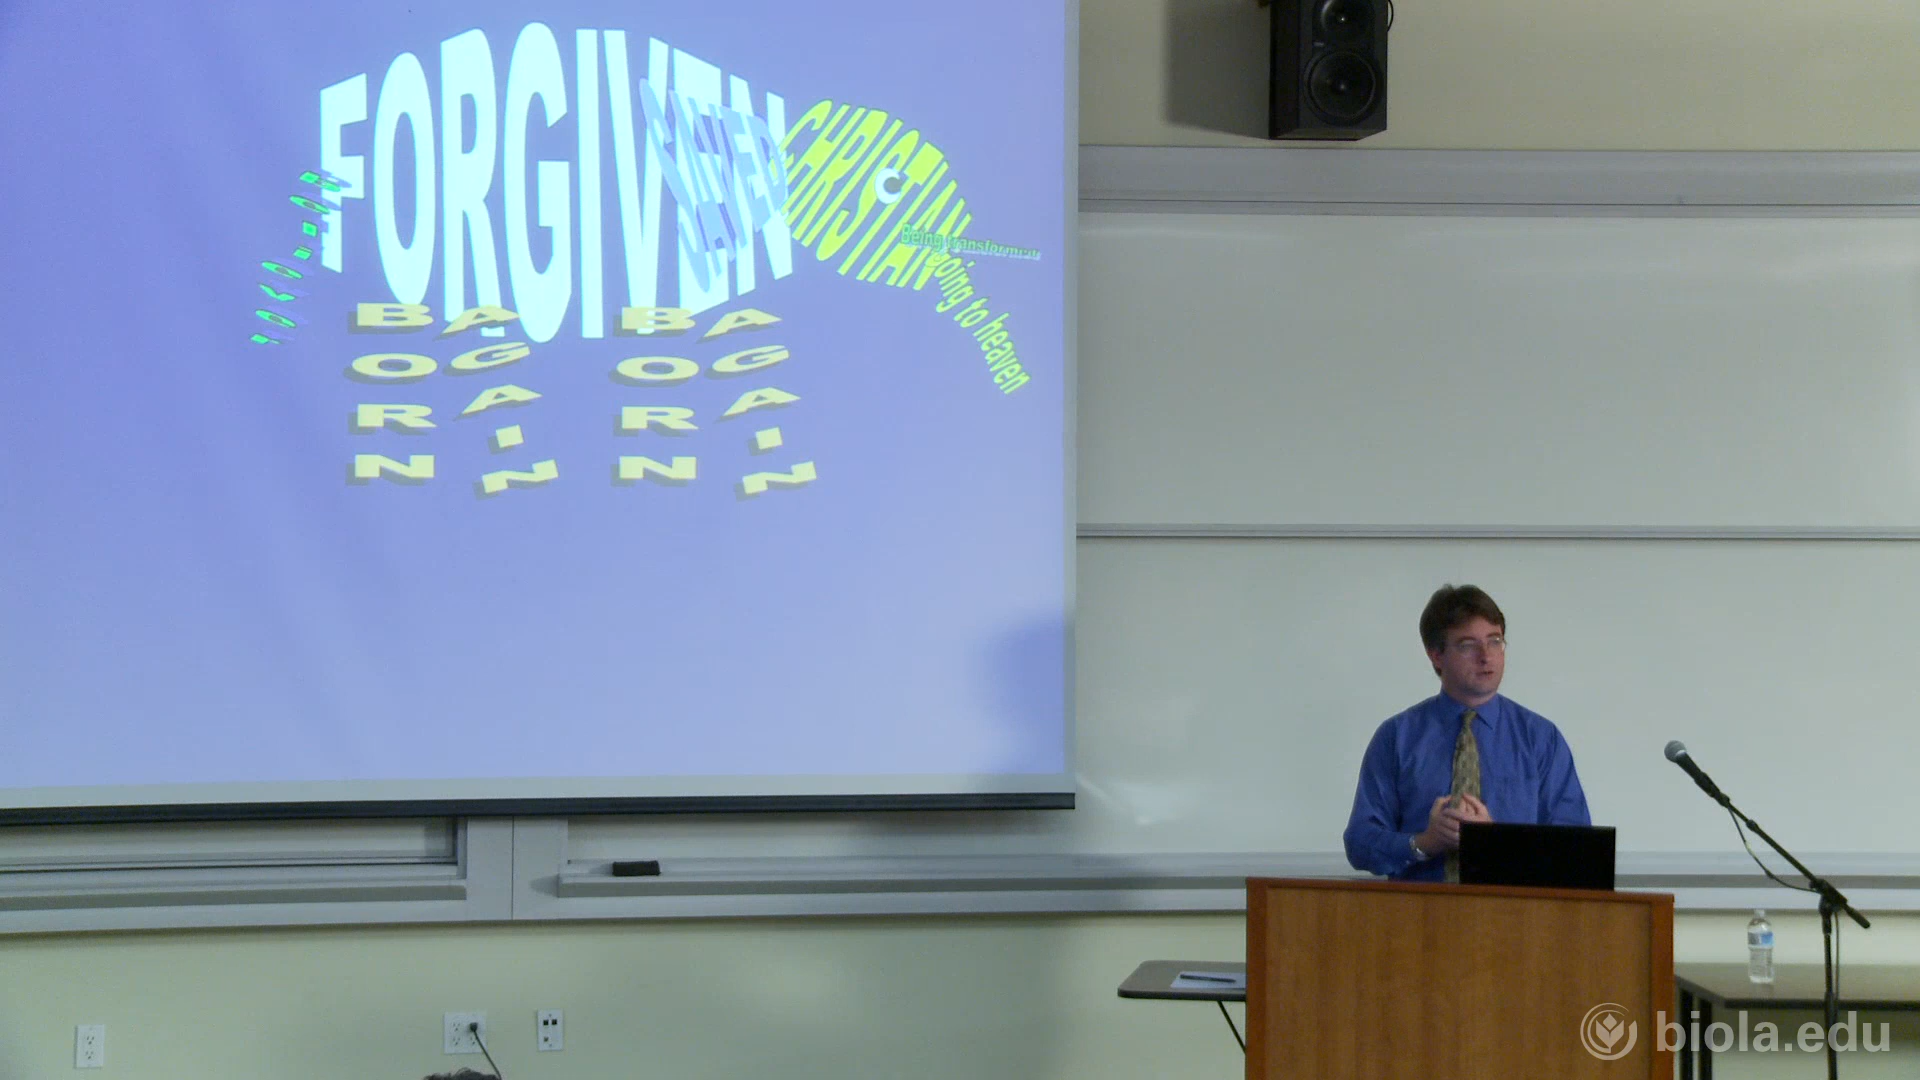 FORGIVEN
SAVED
CHRISTIAN
Being transformed
Going to heaven
BORN
AGAIN
BORN
AGAIN
biola.edu